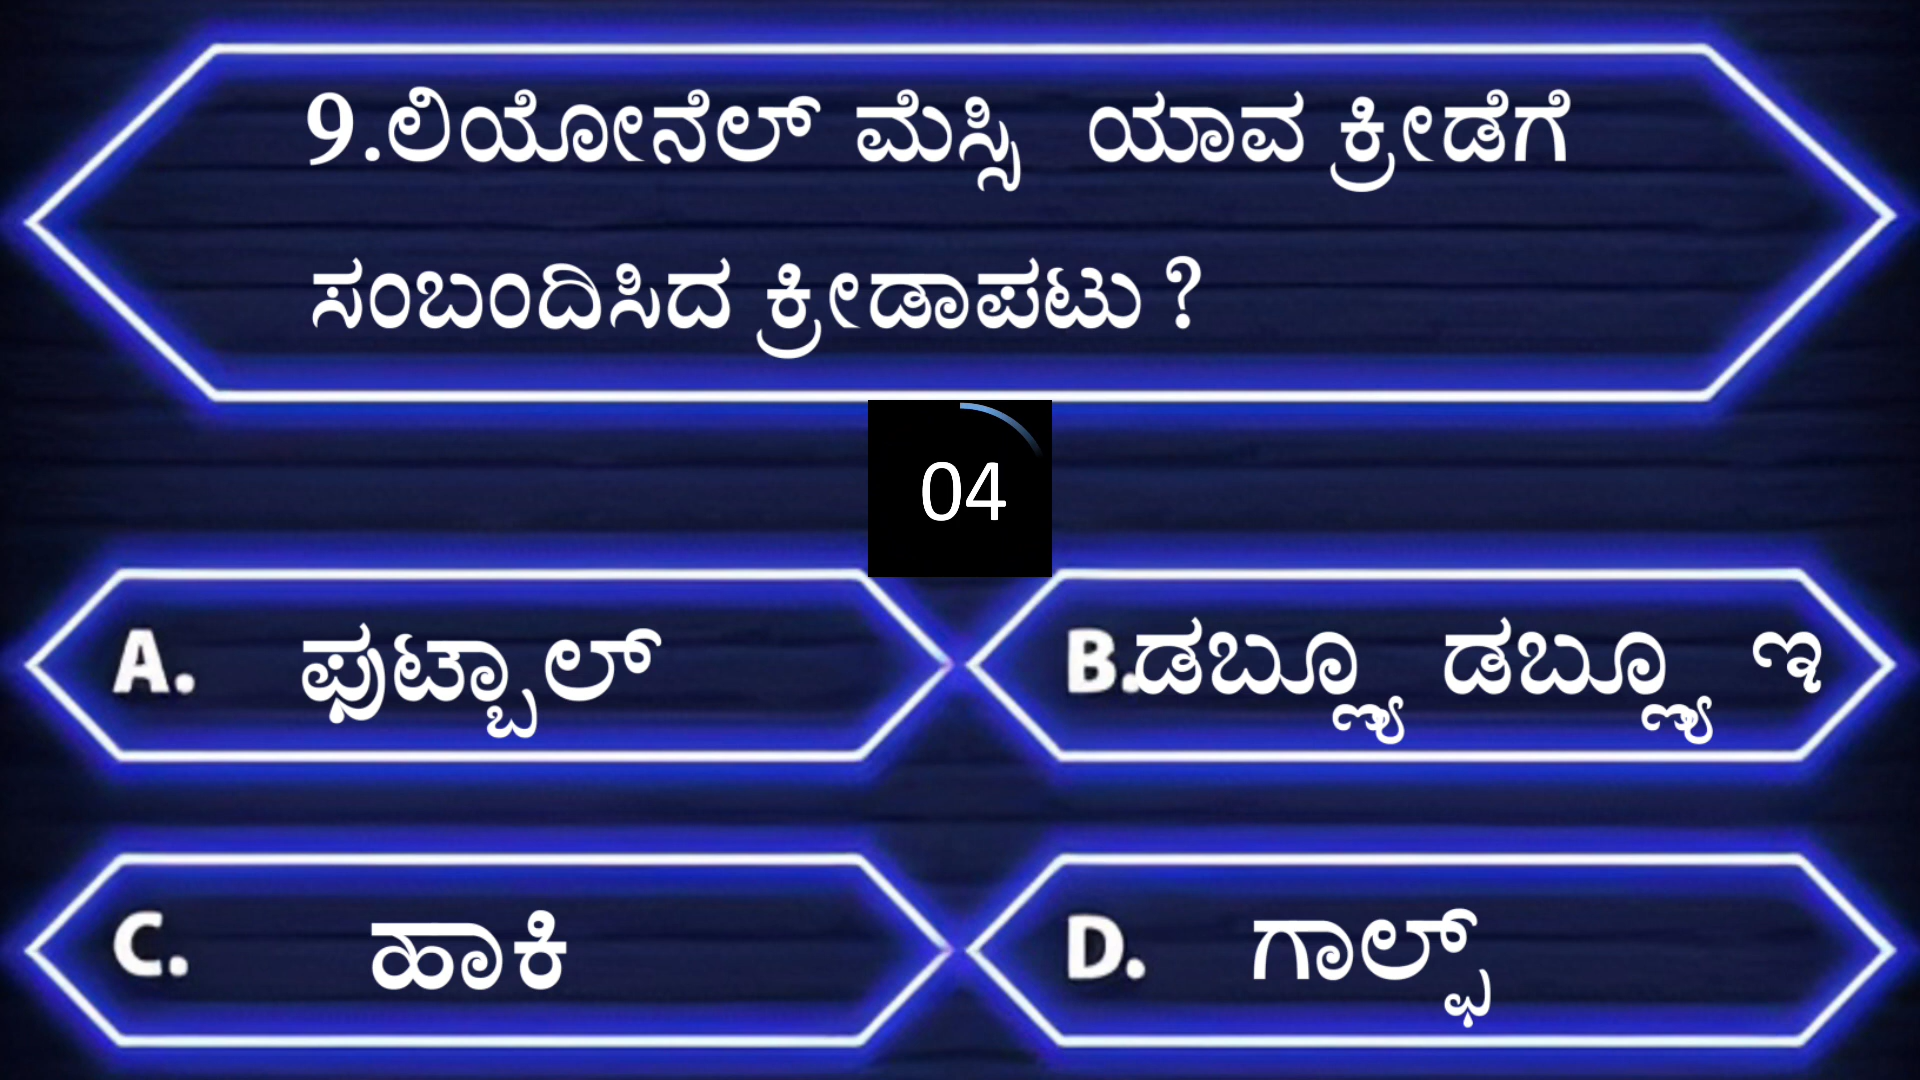 9.ಲಿಯೋನೆಲ್ ಮೆಸ್ಸಿ ಯಾವ ಕ್ರೀಡೆಗೆ
ಸಂಬಂದಿಸಿದ ಕ್ರೀಡಾಪಟು?
04
A. ಫುಟ್ಬಾಲ್
B.ಡಬ್ಲ್ಯೂ ಡಬ್ಲ್ಯೂ ಇ
C. ಹಾಕಿ
D. ಗಾಲ್ಫ್